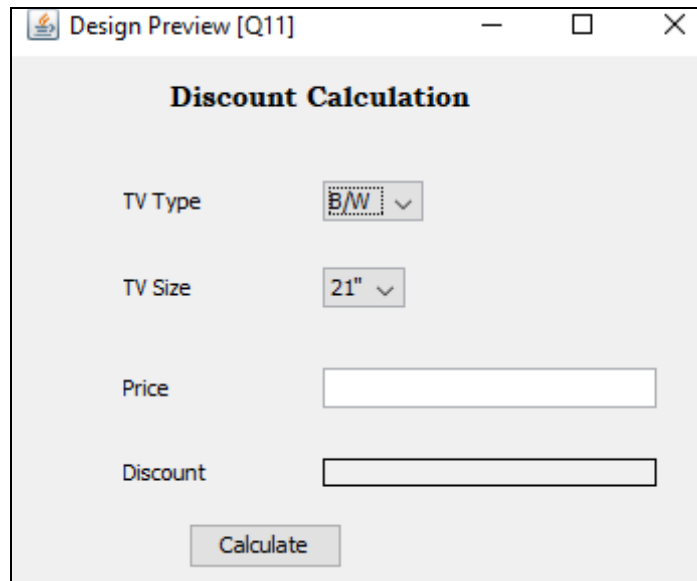 Design Preview [Q11]
Discount Calculation
TV Type B/W
TV Size 21"
Price
Discount
Calculate